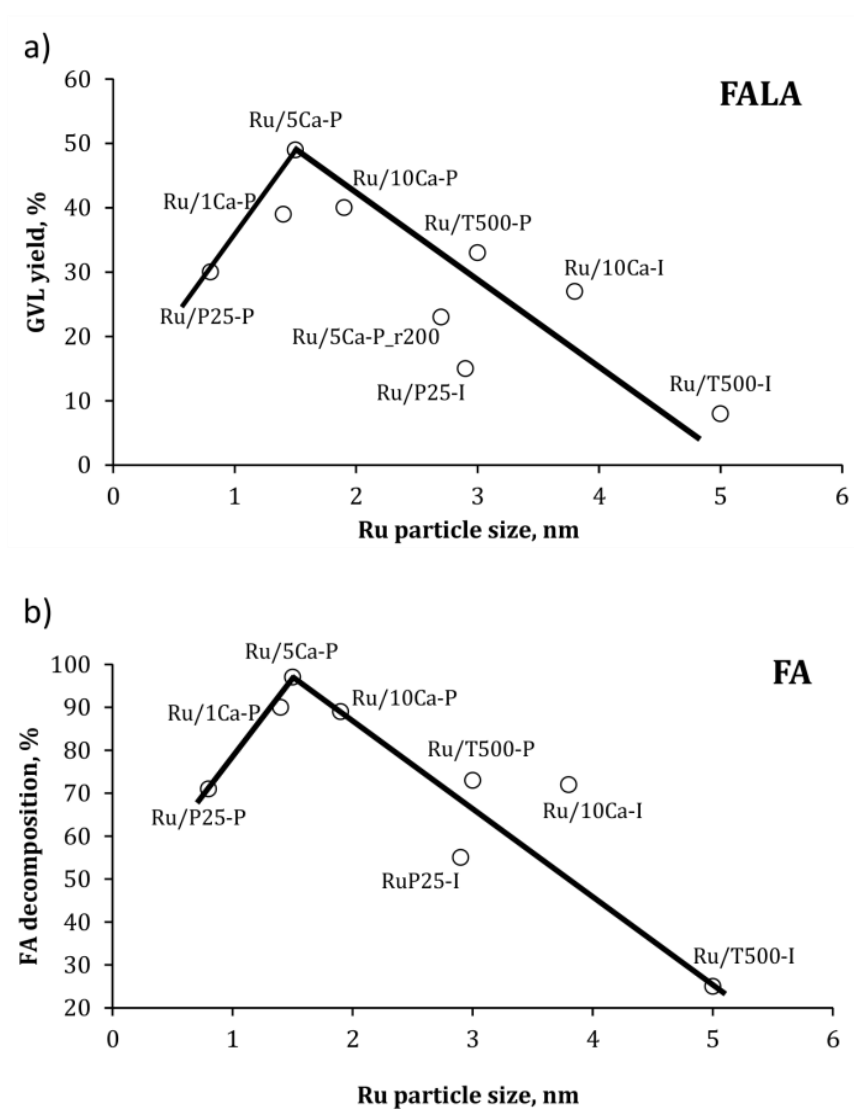 a)
FALA
60
50
40
30
20
10
0
GVL yield, %
Ru/5Ca-P
Ru/10Ca-P
Ru/1Ca-P
Ru/T500-P
Ru/10Ca-I
Ru/P25-P
Ru/5Ca-P_r200
Ru/P25-I
Ru/T500-I
0 1 2 3 4 5 6
Ru particle size, nm
b)
FA
100
90
80
70
60
50
40
30
20
FA decomposition, %
Ru/5Ca-P
Ru/10Ca-P
Ru/1Ca-P
Ru/T500-P
Ru/10Ca-I
Ru/P25-P
RuP25-I
Ru/T500-I
0 1 2 3 4 5 6
Ru particle size, nm